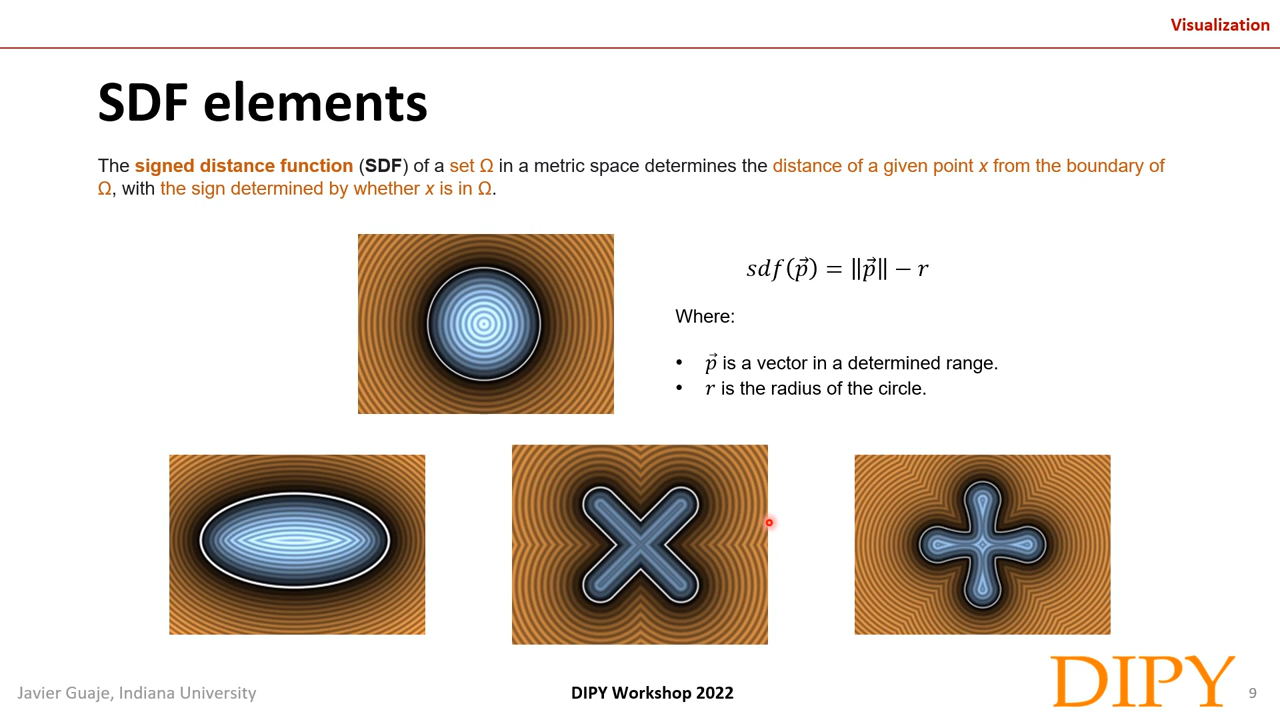 Visualization
SDF elements
The signed distance function (SDF) of a set Ω in a metric space determines the distance of a given point x from the boundary of
Ω, with the sign determined by whether x is in Ω.
sdf(p⃗) = ‖p⃗‖ − r
Where:
• p⃗ is a vector in a determined range.
• r is the radius of the circle.
Javier Guaje, Indiana University
DIPY Workshop 2022
DIPY
9